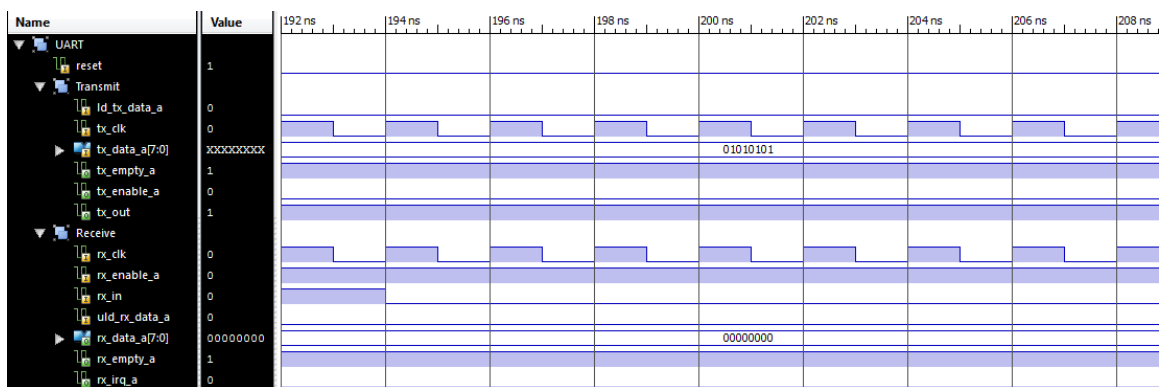 Name Value 192 ns 194 ns 196 ns 198 ns 200 ns 202 ns 204 ns 206 ns 208 ns
UART
reset 1
Transmit
ld_tx_data_a 0
tx_clk 0
tx_data_a[7:0] XXXXXXXX 01010101
tx_empty_a 1
tx_enable_a 0
tx_out 1
Receive
rx_clk 0
rx_enable_a 0
rx_in 0
uld_rx_data_a 0
rx_data_a[7:0] 00000000 00000000
rx_empty_a 1
rx_irq_a 0